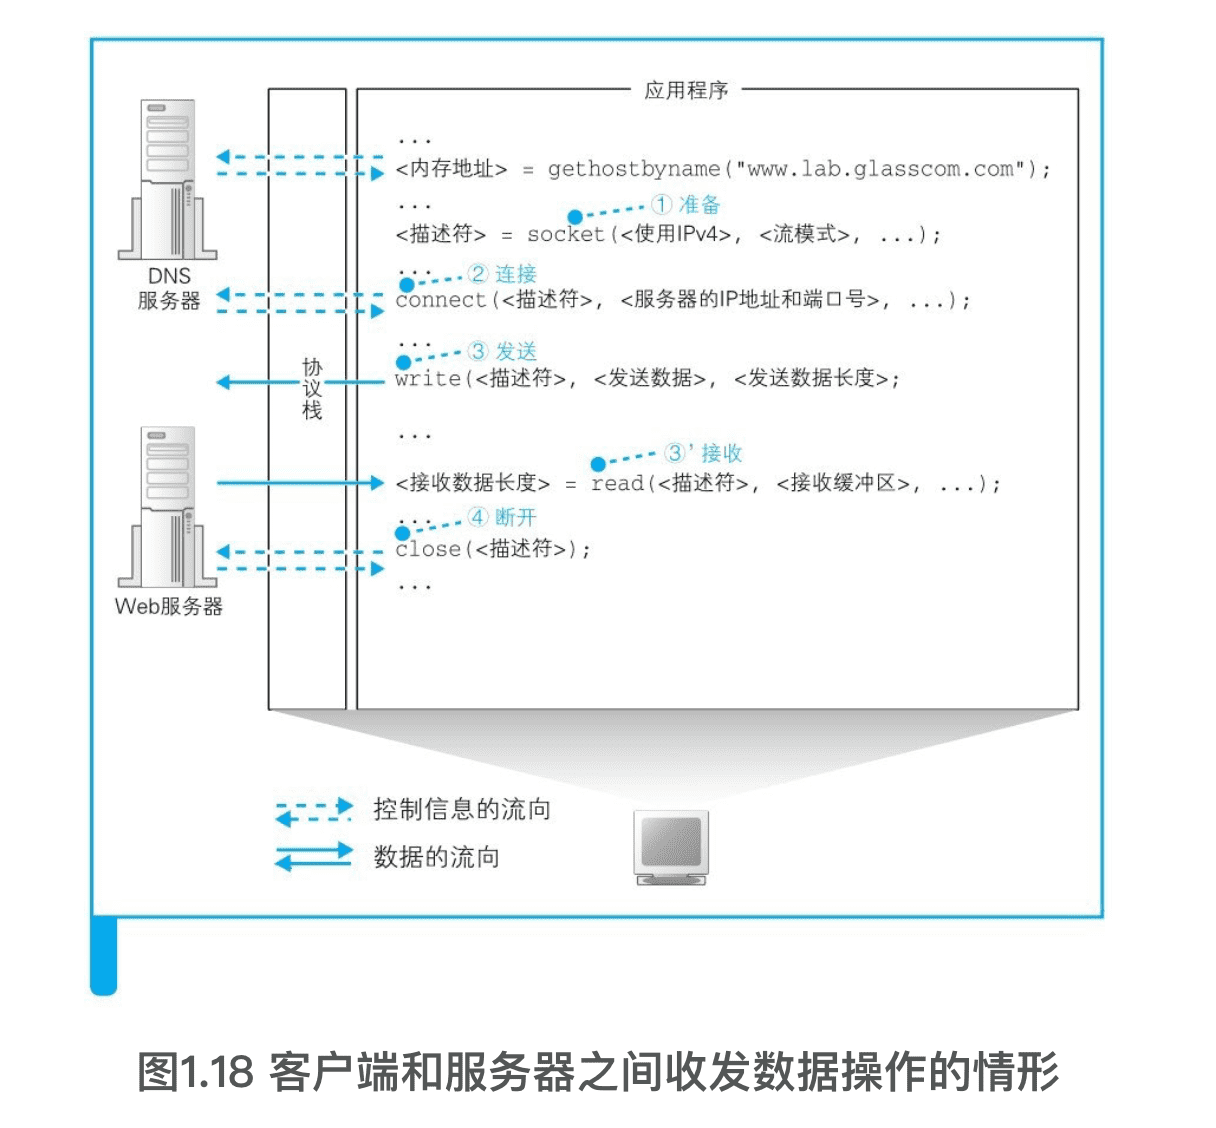 应用程序
...
<内存地址> = gethostbyname("www.lab.glasscom.com");
...
① 准备
<描述符> = socket(<使用IPv4>, <流模式>, ...);
DNS
服务器
...
② 连接
connect(<描述符>, <服务器的IP地址和端口号>, ...);
...
③ 发送
write(<描述符>, <发送数据>, <发送数据长度>;
协议栈
...
③’接收
<接收数据长度> = read(<描述符>, <接收缓冲区>, ...);
...
④ 断开
close(<描述符>);
...
Web服务器
控制信息的流向
数据的流向
图1.18 客户端和服务器之间收发数据操作的情形